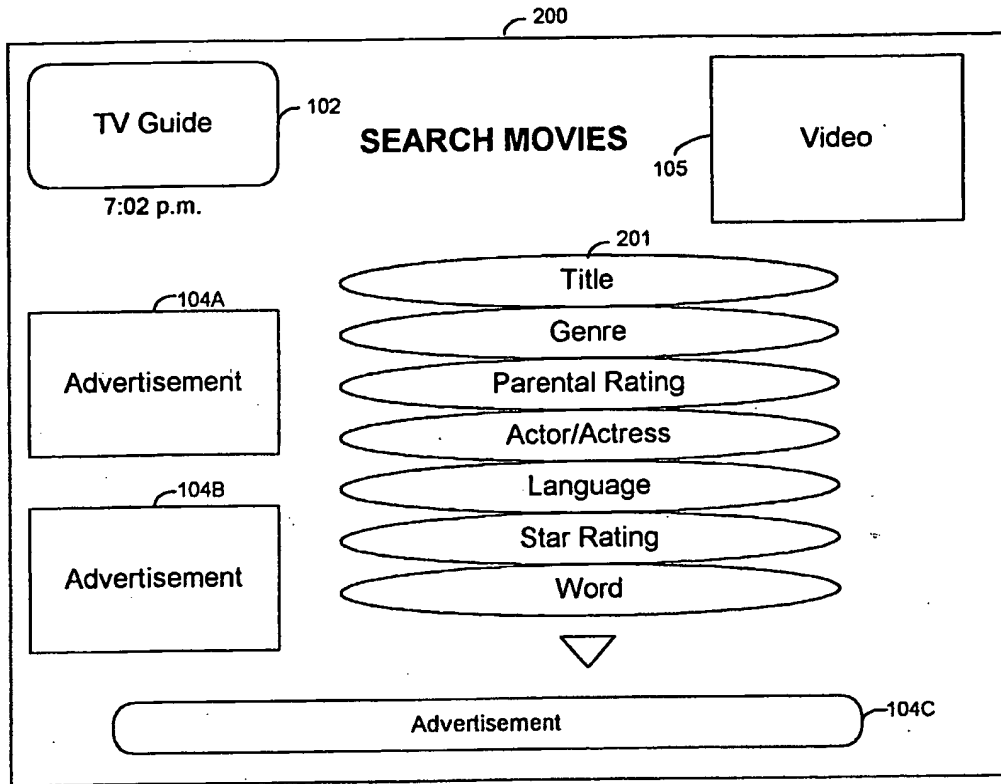 200
TV Guide
102
SEARCH MOVIES
105
Video
7:02 p.m.
201
Title
Genre
Parental Rating
Actor/Actress
Language
Star Rating
Word
104A
Advertisement
104B
Advertisement
Advertisement
104C